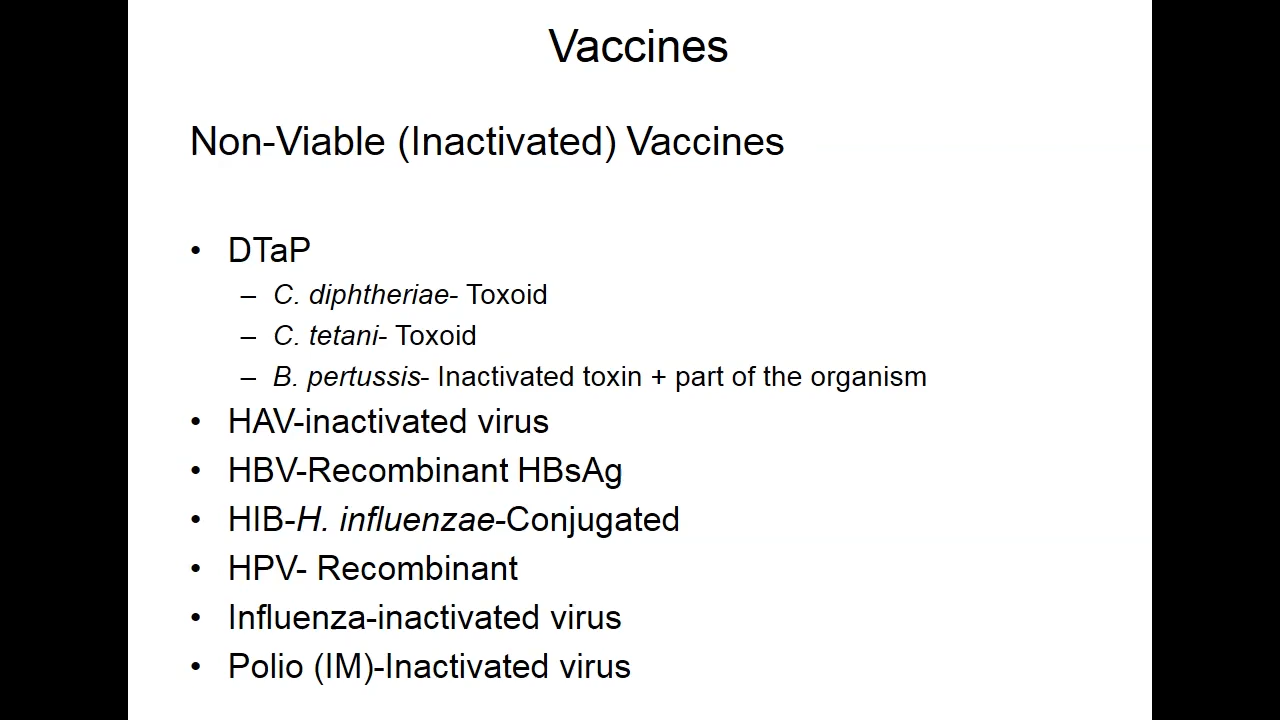 Vaccines
Non-Viable (Inactivated) Vaccines
• DTaP
– C. diphtheriae- Toxoid
– C. tetani- Toxoid
– B. pertussis- Inactivated toxin + part of the organism
• HAV-inactivated virus
• HBV-Recombinant HBsAg
• HIB-H. influenzae-Conjugated
• HPV- Recombinant
• Influenza-inactivated virus
• Polio (IM)-Inactivated virus